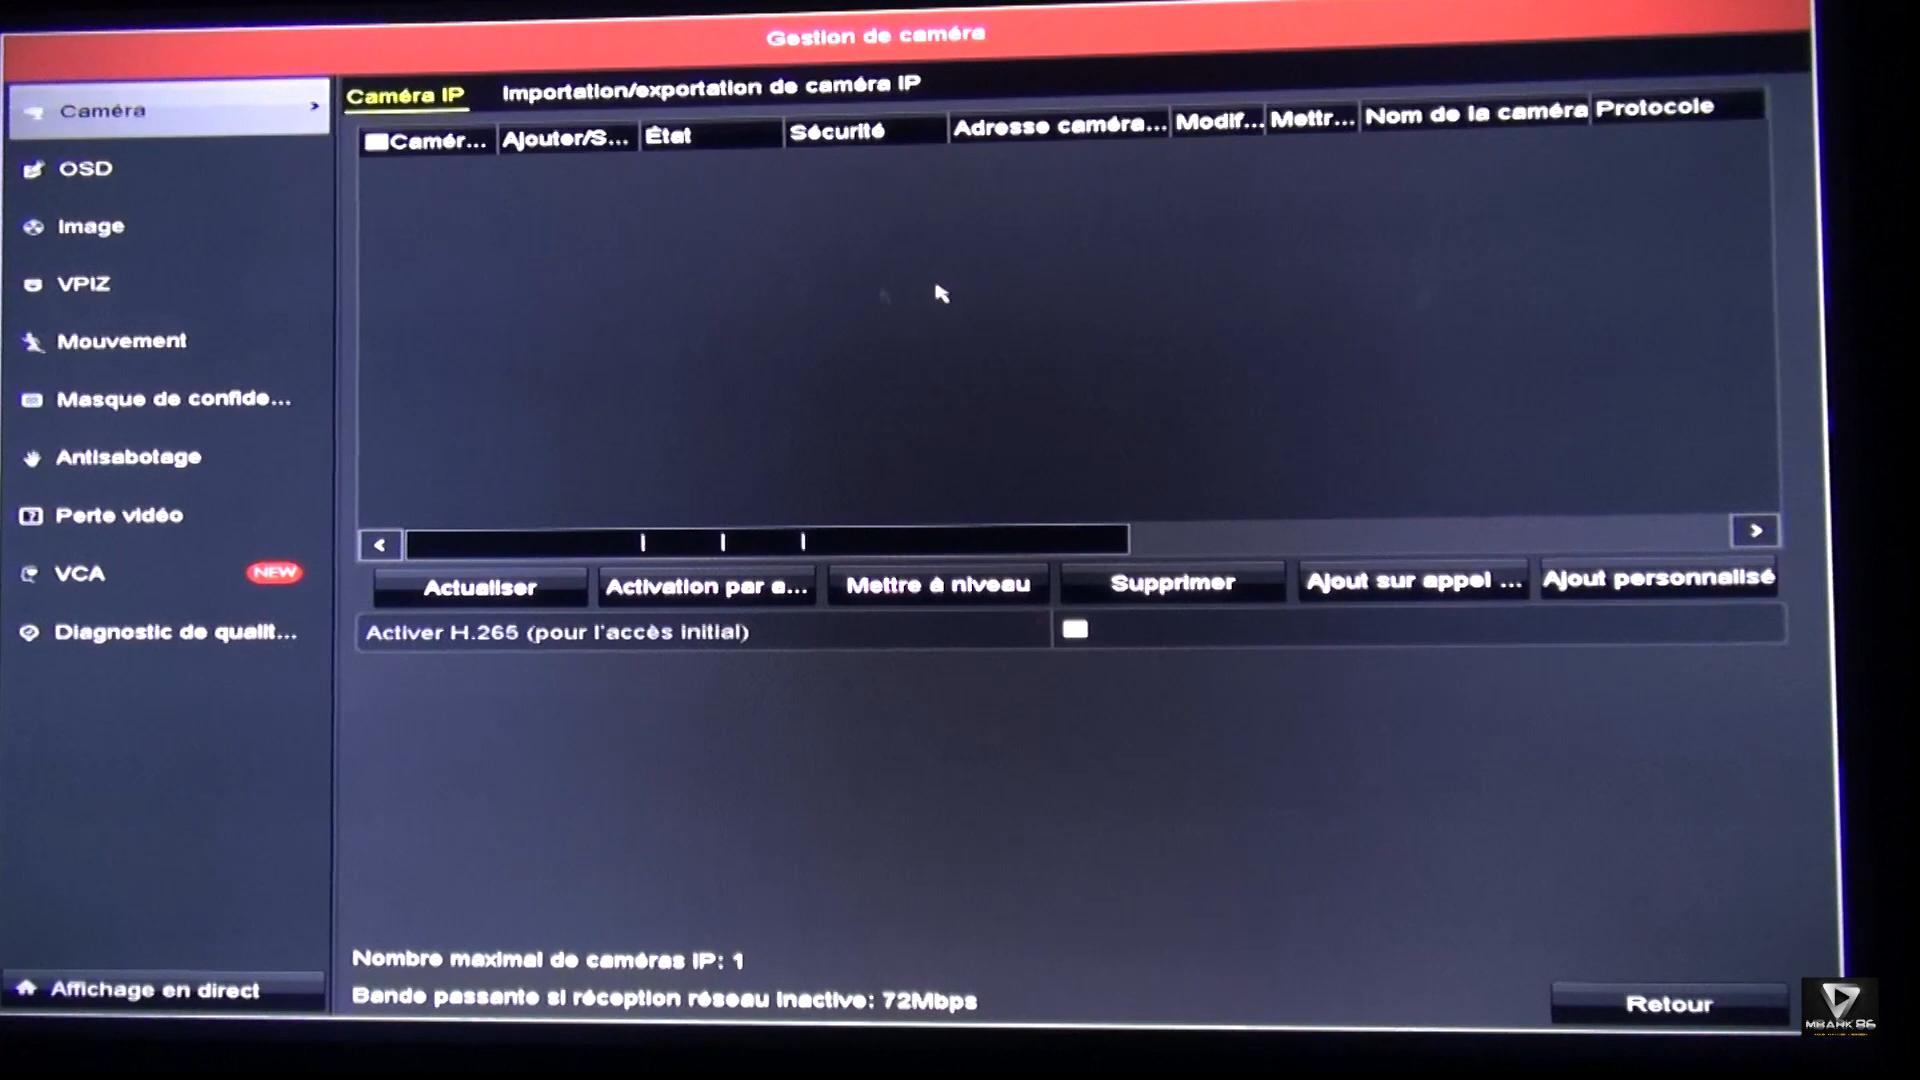 Gestion de caméra
Caméra
OSD
Image
VPIZ
Mouvement
Masque de confide...
Antisabotage
Perte vidéo
VCA NEW
Diagnostic de qualit...
Affichage en direct
Caméra IP Importation/exportation de caméra IP
Camér... Ajouter/S... État Sécurité Adresse caméra... Modif... Mettr... Nom de la caméra Protocole
Actualiser Activation par a... Mettre à niveau Supprimer Ajout sur appel ... Ajout personnalisé
Activer H.265 (pour l'accès initial)
Nombre maximal de caméras IP: 1
Bande passante si réception réseau inactive: 72Mbps
Retour
MBARK 86